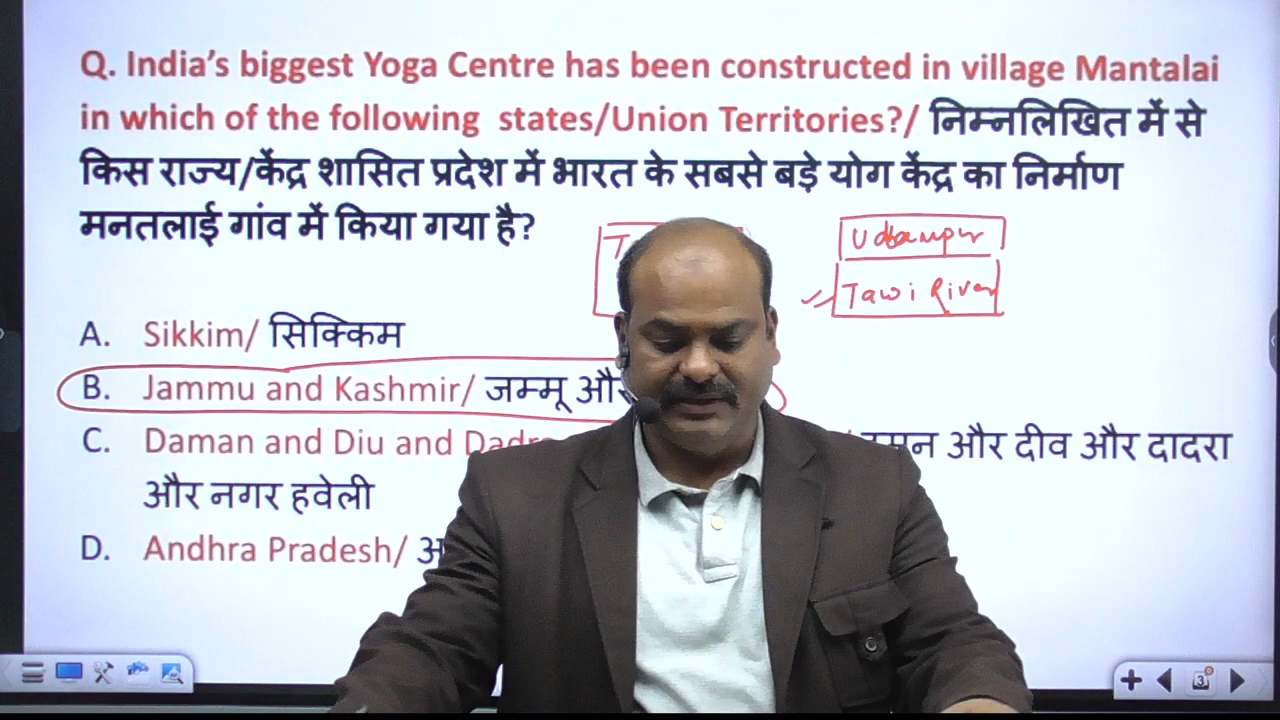 Q. India's biggest Yoga Centre has been constructed in village Mantalai
in which of the following states/Union Territories?/ निम्नलिखित में से
किस राज्य/केंद्र शासित प्रदेश में भारत के सबसे बड़े योग केंद्र का निर्माण
मनतलाई गांव में किया गया है?
Udhampur
Tawi River
A. Sikkim/ सिक्किम
B. Jammu and Kashmir/ जम्मू
C. Daman and Diu and और दीव और दादरा
और नगर हवेली
D. Andhra Pradesh/
3